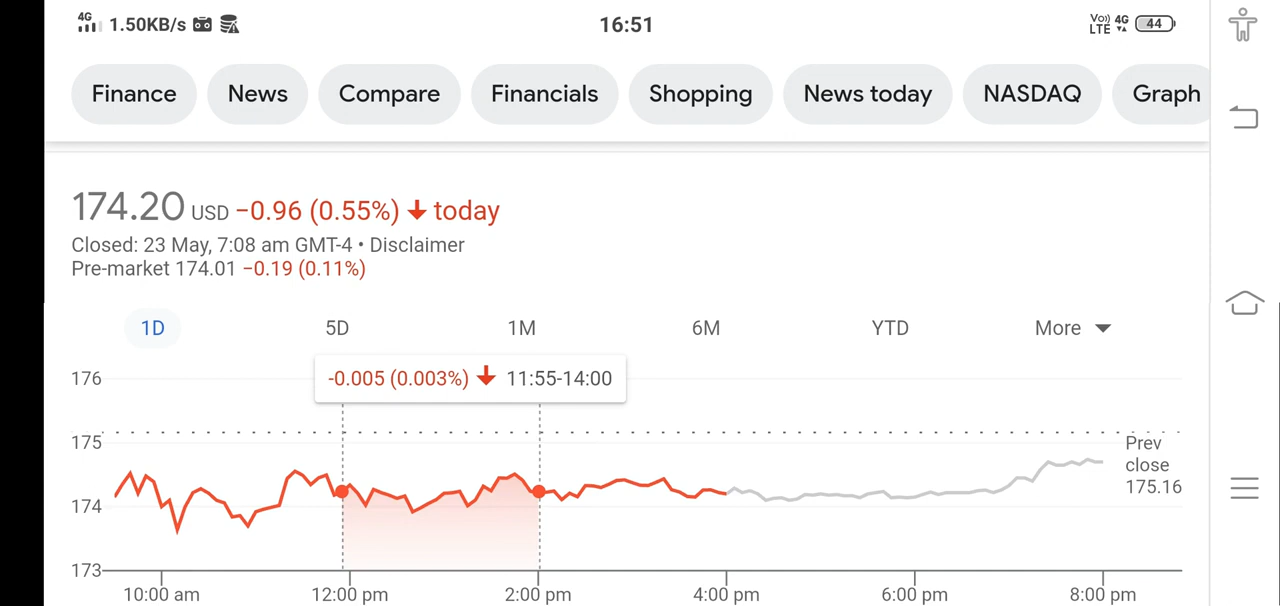 4G 1.50KB/s 16:51 Vo)) LTE 4G 44
Finance News Compare Financials Shopping News today NASDAQ Graph
174.20 USD −0.96 (0.55%) today
Closed: 23 May, 7:08 am GMT-4 • Disclaimer
Pre-market 174.01 −0.19 (0.11%)
1D 5D 1M 6M YTD More
-0.005 (0.003%) 11:55-14:00
176
175
174
173
Prev
close
175.16
10:00 am 12:00 pm 2:00 pm 4:00 pm 6:00 pm 8:00 pm